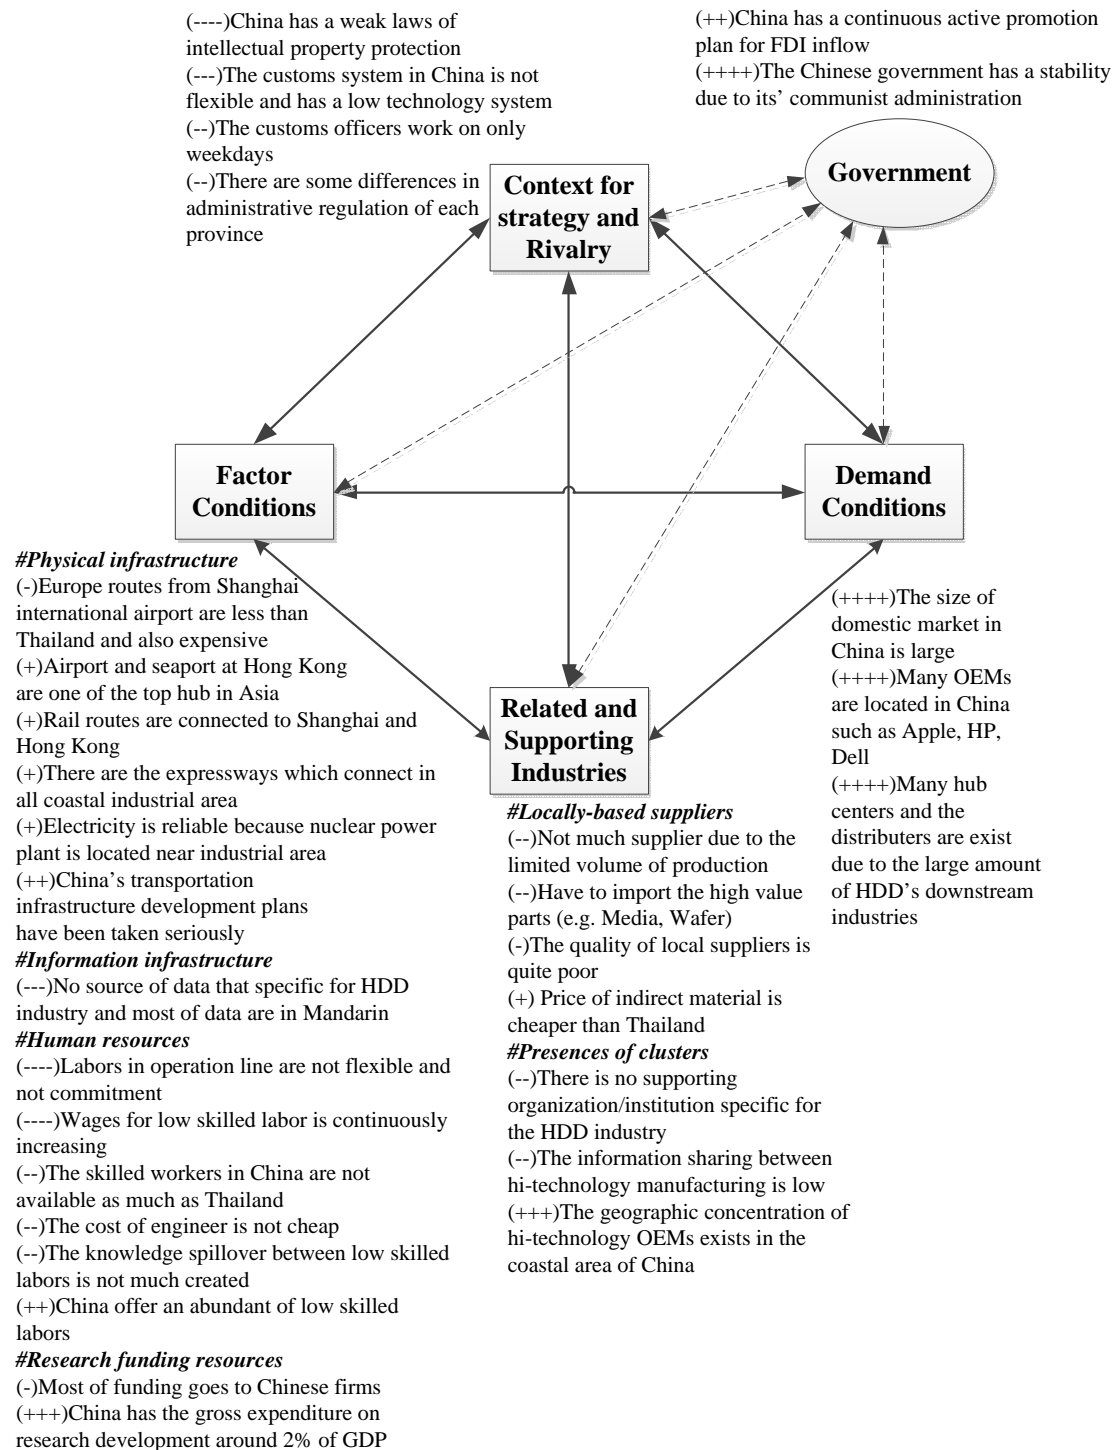 (----)China has a weak laws of
intellectual property protection
(---)The customs system in China is not
flexible and has a low technology system
(--)The customs officers work on only
weekdays
(--)There are some differences in
administrative regulation of each
province
(++)China has a continuous active promotion
plan for FDI inflow
(++++)The Chinese government has a stability
due to its' communist administration
Government
Context for
strategy and
Rivalry
Factor
Conditions
Demand
Conditions
#Physical infrastructure
(-)Europe routes from Shanghai
international airport are less than
Thailand and also expensive
(+)Airport and seaport at Hong Kong
are one of the top hub in Asia
(+)Rail routes are connected to Shanghai and
Hong Kong
(+)There are the expressways which connect in
all coastal industrial area
(+)Electricity is reliable because nuclear power
plant is located near industrial area
(++)China's transportation
infrastructure development plans
have been taken seriously
#Information infrastructure
(---)No source of data that specific for HDD
industry and most of data are in Mandarin
#Human resources
(----)Labors in operation line are not flexible and
not commitment
(----)Wages for low skilled labor is continuously
increasing
(--)The skilled workers in China are not
available as much as Thailand
(--)The cost of engineer is not cheap
(--)The knowledge spillover between low skilled
labors is not much created
(++)China offer an abundant of low skilled
labors
#Research funding resources
(-)Most of funding goes to Chinese firms
(+++)China has the gross expenditure on
research development around 2% of GDP
Related and
Supporting
Industries
#Locally-based suppliers
(--)Not much supplier due to the
limited volume of production
(--)Have to import the high value
parts (e.g. Media, Wafer)
(-)The quality of local suppliers is
quite poor
(+) Price of indirect material is
cheaper than Thailand
#Presences of clusters
(--)There is no supporting
organization/institution specific for
the HDD industry
(--)The information sharing between
hi-technology manufacturing is low
(+++)The geographic concentration of
hi-technology OEMs exists in the
coastal area of China
(++++)The size of
domestic market in
China is large
(++++)Many OEMs
are located in China
such as Apple, HP,
Dell
(++++)Many hub
centers and the
distributers are exist
due to the large amount
of HDD's downstream
industries